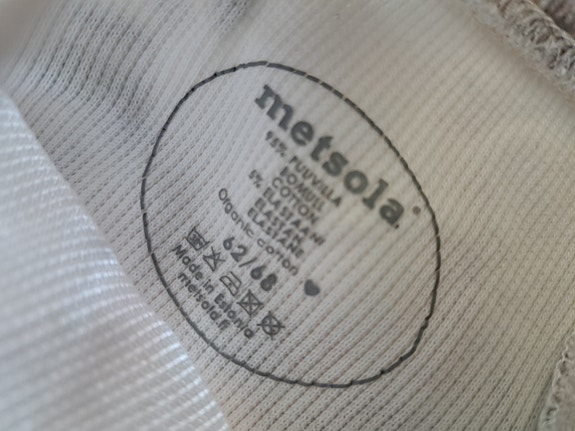 metsola®
95% PUUVILLA
BOMULL
COTTON
5% ELASTAANI
ELASTAN
ELASTANE
Organic cotton
62/68
Made in Estonia
metsola.fi